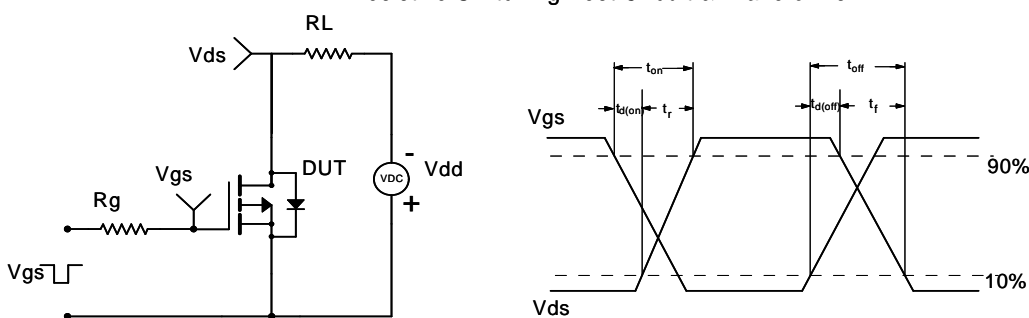 RL
Vds
Vgs
DUT
VDC
-
+
Vdd
Rg
Vgs
ton
toff
td(on)
tr
td(off)
tf
Vgs
90%
10%
Vds